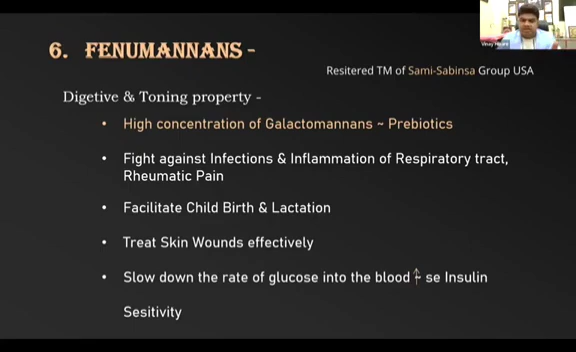 6. FENUMANNANS -
Resitered TM of Sami-Sabinsa Group USA
Digetive & Toning property -
• High concentration of Galactomannans ~ Prebiotics
• Fight against Infections & Inflammation of Respiratory tract,
Rheumatic Pain
• Facilitate Child Birth & Lactation
• Treat Skin Wounds effectively
• Slow down the rate of glucose into the blood ↑ se Insulin
Sesitivity